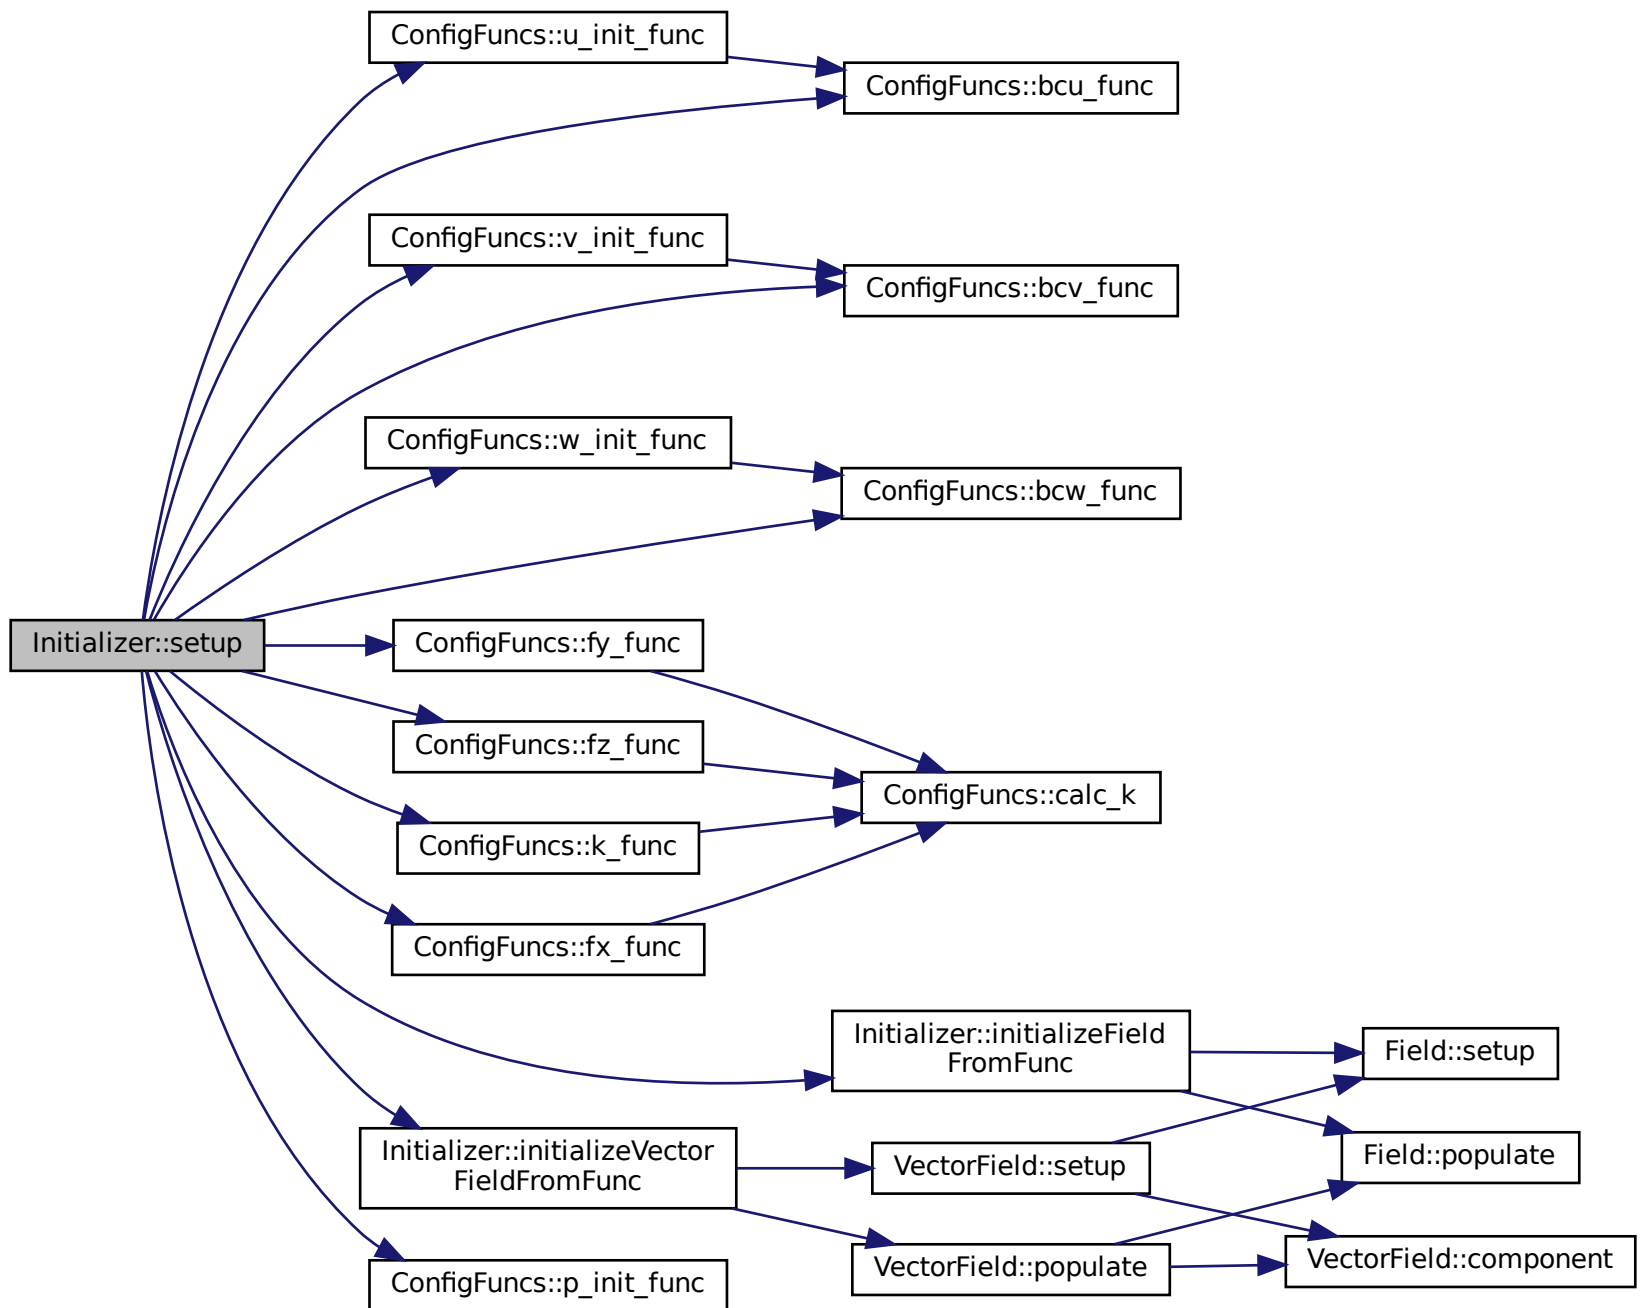 ConfigFuncs::u_init_func
ConfigFuncs::bcu_func
ConfigFuncs::v_init_func
ConfigFuncs::bcv_func
ConfigFuncs::w_init_func
ConfigFuncs::bcw_func
Initializer::setup
ConfigFuncs::fy_func
ConfigFuncs::fz_func
ConfigFuncs::calc_k
ConfigFuncs::k_func
ConfigFuncs::fx_func
Initializer::initializeField
FromFunc
Field::setup
Initializer::initializeVector
FieldFromFunc
VectorField::setup
Field::populate
VectorField::populate
VectorField::component
ConfigFuncs::p_init_func